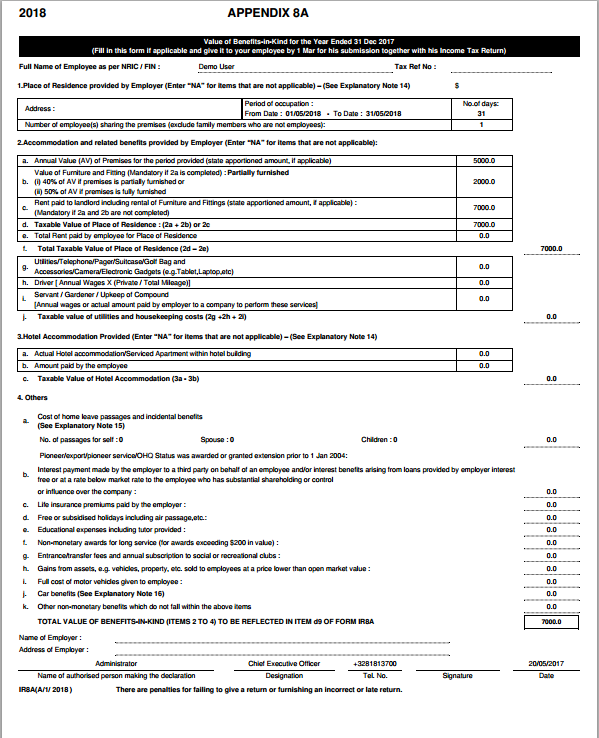 2018 APPENDIX 8A
Value of Benefits-in-Kind for the Year Ended 31 Dec 2017
(Fill in this form if applicable and give it to your employee by 1 Mar for his submission together with his Income Tax Return)
Full Name of Employee as per NRIC / FIN : Demo User Tax Ref No :
1.Place of Residence provided by Employer (Enter "NA" for items that are not applicable) – (See Explanatory Note 14) $
Address : Period of occupation : No.of days:
From Date : 01/05/2018 - To Date : 31/05/2018 31
Number of employee(s) sharing the premises (exclude family members who are not employees): 1
2.Accommodation and related benefits provided by Employer (Enter "NA" for items that are not applicable):
a. Annual Value (AV) of Premises for the period provided (state apportioned amount, if applicable) 5000.0
Value of Furniture and Fitting (Mandatory if 2a is completed) : Partially furnished
b. (i) 40% of AV if premises is partially furnished or 2000.0
(ii) 50% of AV if premises is fully furnished
c. Rent paid to landlord including rental of Furniture and Fittings (state apportioned amount, if applicable) : 7000.0
(Mandatory if 2a and 2b are not completed)
d. Taxable Value of Place of Residence : (2a + 2b) or 2c 7000.0
e. Total Rent paid by employee for Place of Residence 0.0
f. Total Taxable Value of Place of Residence (2d – 2e) 7000.0
g. Utilities/Telephone/Pager/Suitcase/Golf Bag and 0.0
Accessories/Camera/Electronic Gadgets (e.g.Tablet,Laptop,etc)
h. Driver [ Annual Wages X (Private / Total Mileage)] 0.0
i. Servant / Gardener / Upkeep of Compound 0.0
[Annual wages or actual amount paid by employer to a company to perform these services]
j. Taxable value of utilities and housekeeping costs (2g +2h + 2i) 0.0
3.Hotel Accommodation Provided (Enter "NA" for items that are not applicable) – (See Explanatory Note 14)
a. Actual Hotel accommodation/Serviced Apartment within hotel building 0.0
b. Amount paid by the employee 0.0
c. Taxable Value of Hotel Accommodation (3a - 3b) 0.0
4. Others
a. Cost of home leave passages and incidental benefits
(See Explanatory Note 15)
No. of passages for self : 0 Spouse : 0 Children : 0 0.0
Pioneer/export/pioneer service/OHQ Status was awarded or granted extension prior to 1 Jan 2004:
b. Interest payment made by the employer to a third party on behalf of an employee and/or interest benefits arising from loans provided by employer interest
free or at a rate below market rate to the employee who has substantial shareholding or control
or influence over the company : 0.0
c. Life insurance premiums paid by the employer : 0.0
d. Free or subsidised holidays including air passage,etc.: 0.0
e. Educational expenses including tutor provided : 0.0
f. Non-monetary awards for long service (for awards exceeding $200 in value) : 0.0
g. Entrance/transfer fees and annual subscription to social or recreational clubs : 0.0
h. Gains from assets, e.g. vehicles, property, etc. sold to employees at a price lower than open market value : 0.0
i. Full cost of motor vehicles given to employee : 0.0
j. Car benefits (See Explanatory Note 16) 0.0
k. Other non-monetary benefits which do not fall within the above items 0.0
TOTAL VALUE OF BENEFITS-IN-KIND (ITEMS 2 TO 4) TO BE REFLECTED IN ITEM d9 OF FORM IR8A 7000.0
Name of Employer :
Address of Employer :
Administrator Chief Executive Officer +3281813700 20/05/2017
Name of authorised person making the declaration Designation Tel. No. Signature Date
IR8A(A/1/ 2018 ) There are penalties for failing to give a return or furnishing an incorrect or late return.